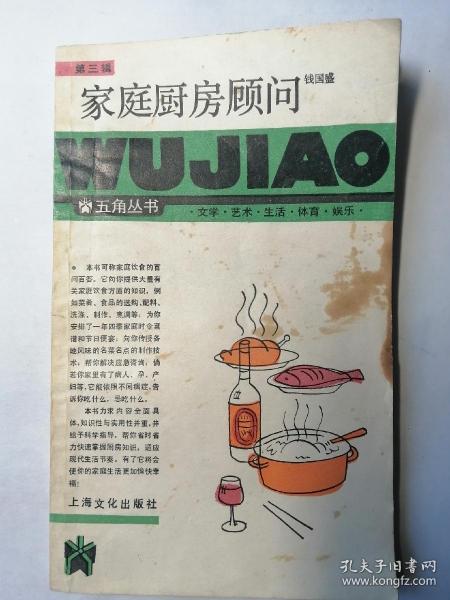 第三辑
家庭厨房顾问
钱国盛
WUJIAO
五角丛书
·文学·艺术·生活·体育·娱乐·
● 本书可称家庭饮食的百
问百答。它向你提供大量有
关家庭饮食方面的知识，例
如菜肴、食品的选购、配料、
洗涤、制作、烹调等；为你
安排了一年四季家庭时令菜
谱和节日便宴；向你传授各
地风味的名菜名点的制作技
术；帮你解决应急咨询；倘
若你家里有了病人、孕、产
妇等，它能依照不同病症，告
诉你吃什么，忌吃什么。
本书力求内容全面具
体，知识性与实用性并重，并
给予科学指导，帮你省时省
力快速掌握厨房知识，适应
现代生活节奏。有了它将会
使你的家庭生活更加愉快幸
福！
上海文化出版社
孔夫子旧书网
www.kongfz.com